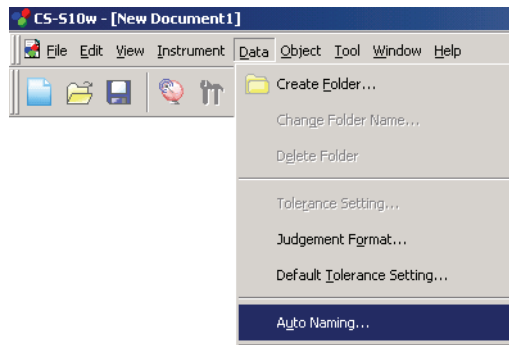 CS-S10w - [New Document1]
File Edit View Instrument Data Object Tool Window Help
Create Folder...
Change Folder Name...
Delete Folder
Tolerance Setting...
Judgement Format...
Default Tolerance Setting...
Auto Naming...